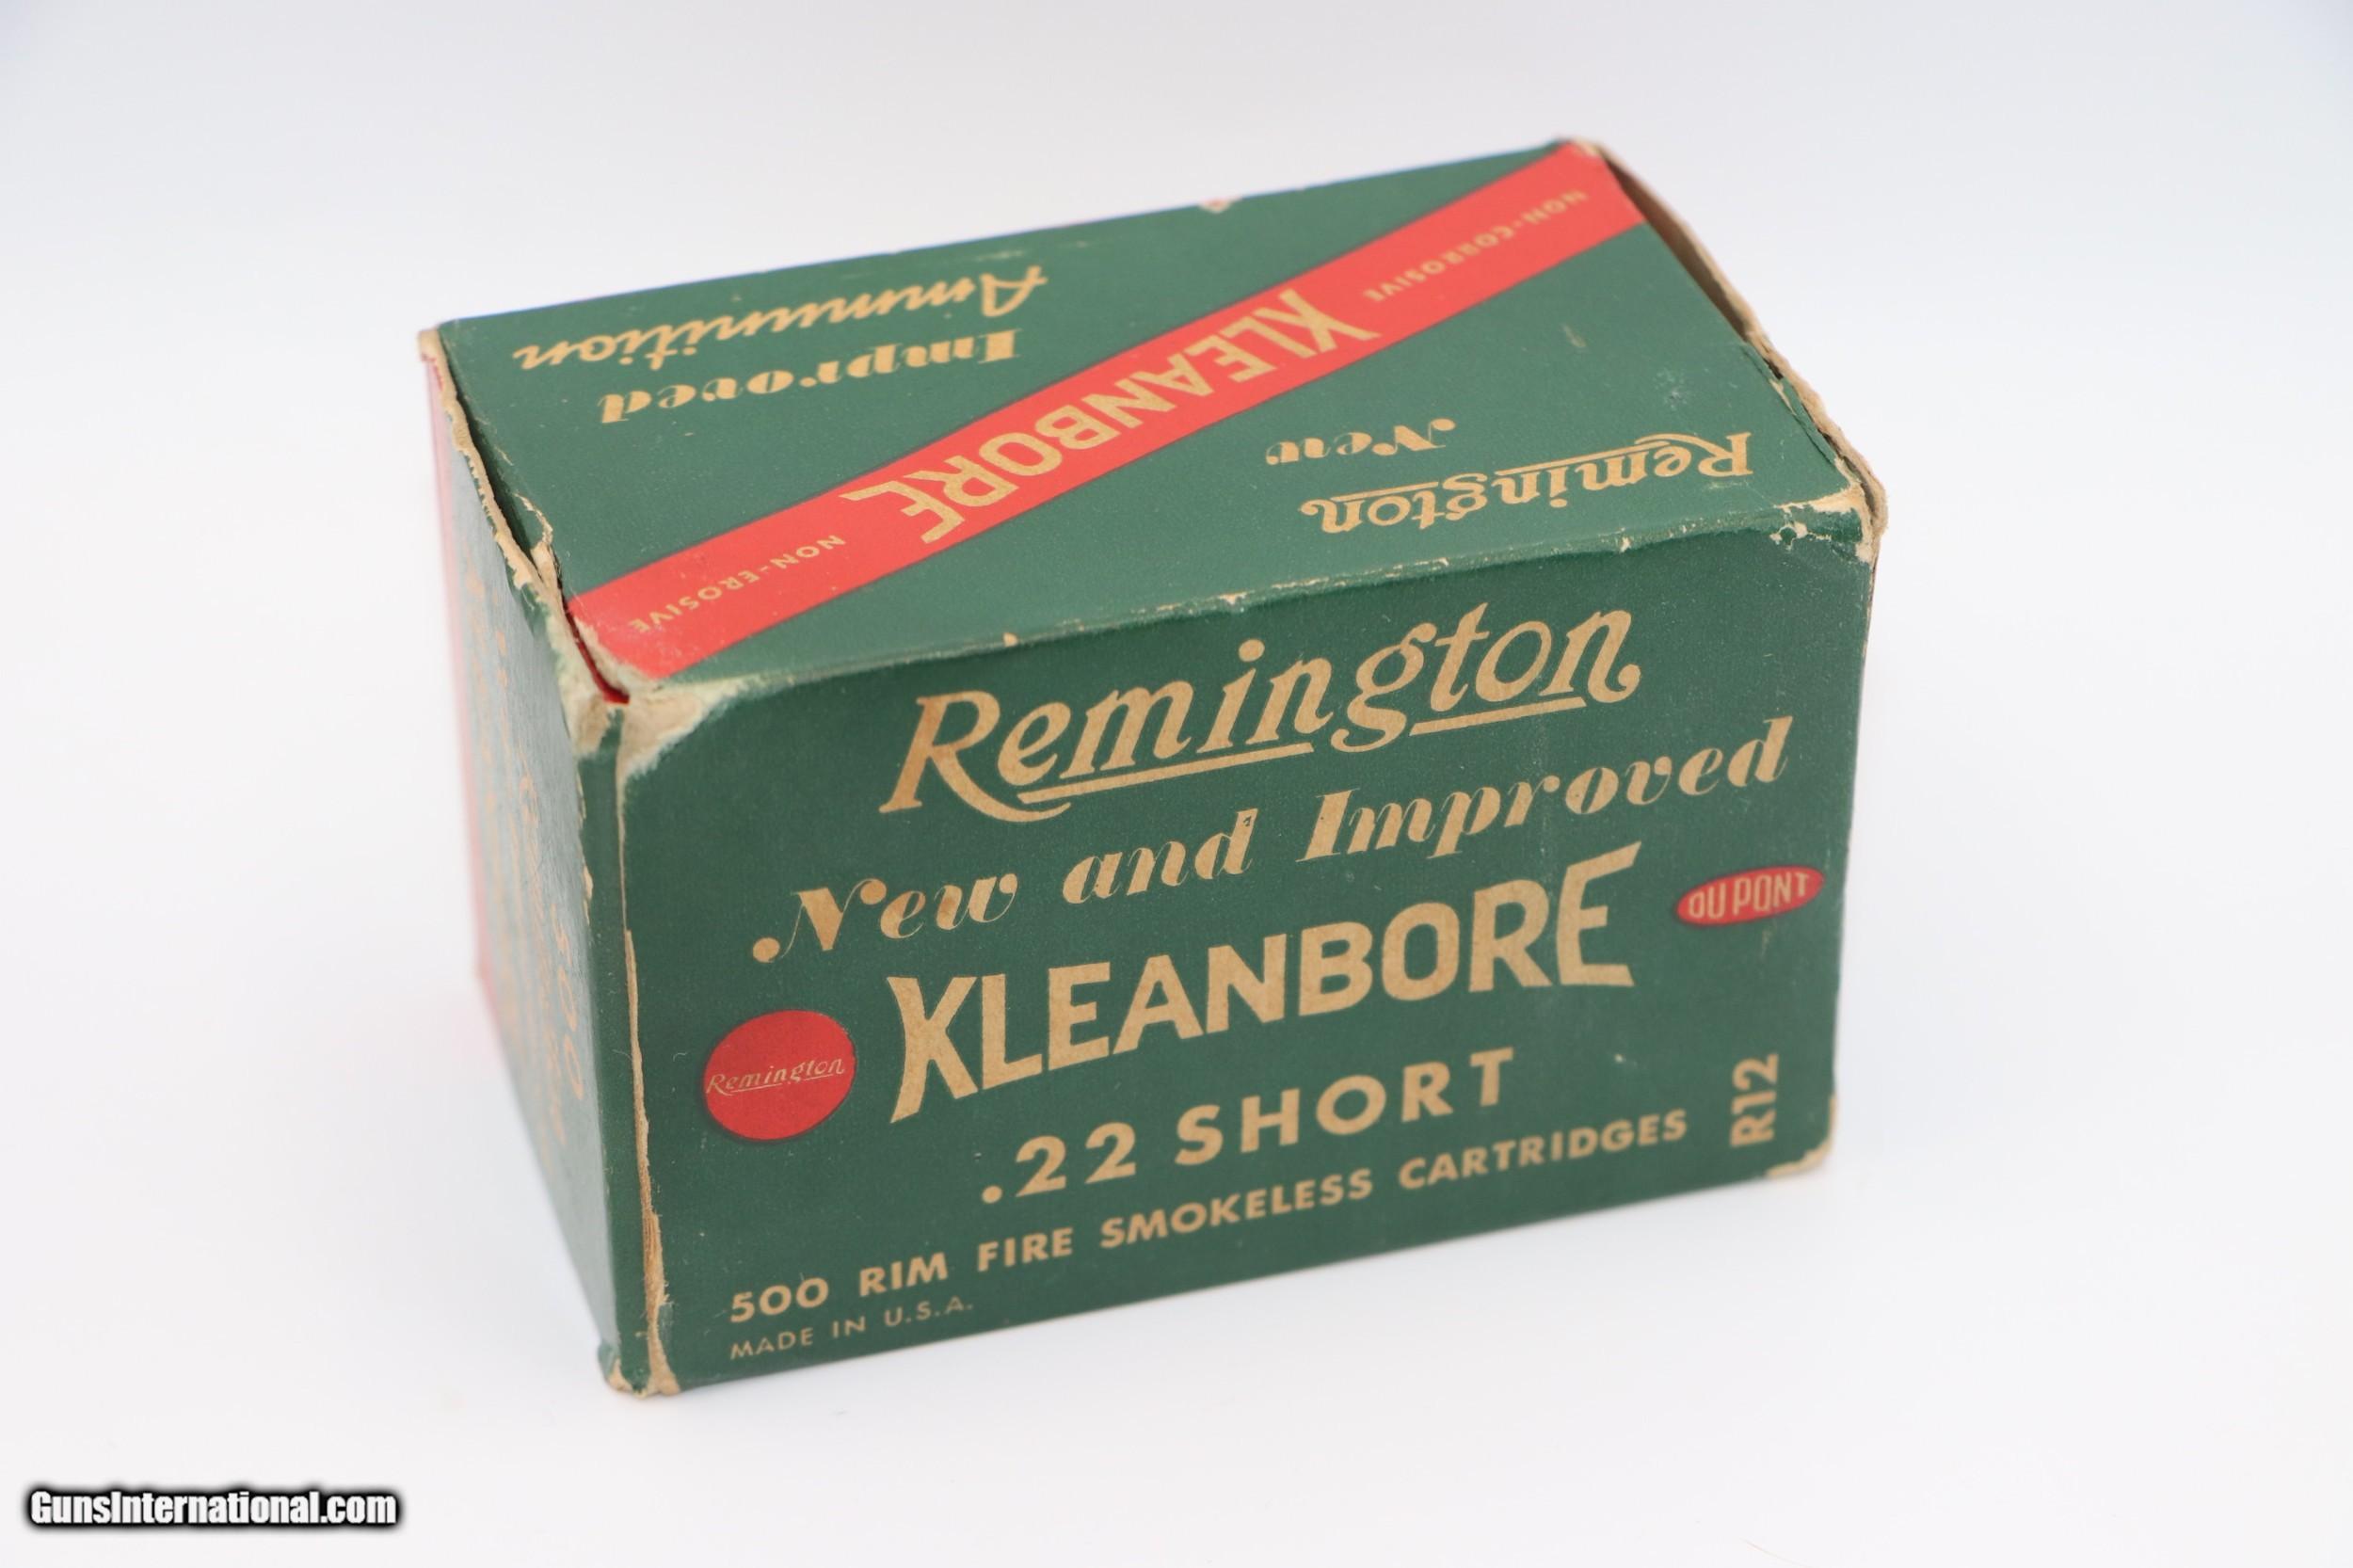 Remington
New
NON-CORROSIVE KLEANBORE NON-EROSIVE
Improved
Ammunition
Remington
New and Improved
KLEANBORE
DU PONT
Remington
.22 SHORT
R12
500 RIM FIRE SMOKELESS CARTRIDGES
MADE IN U.S.A.
500
GunsInternational.com